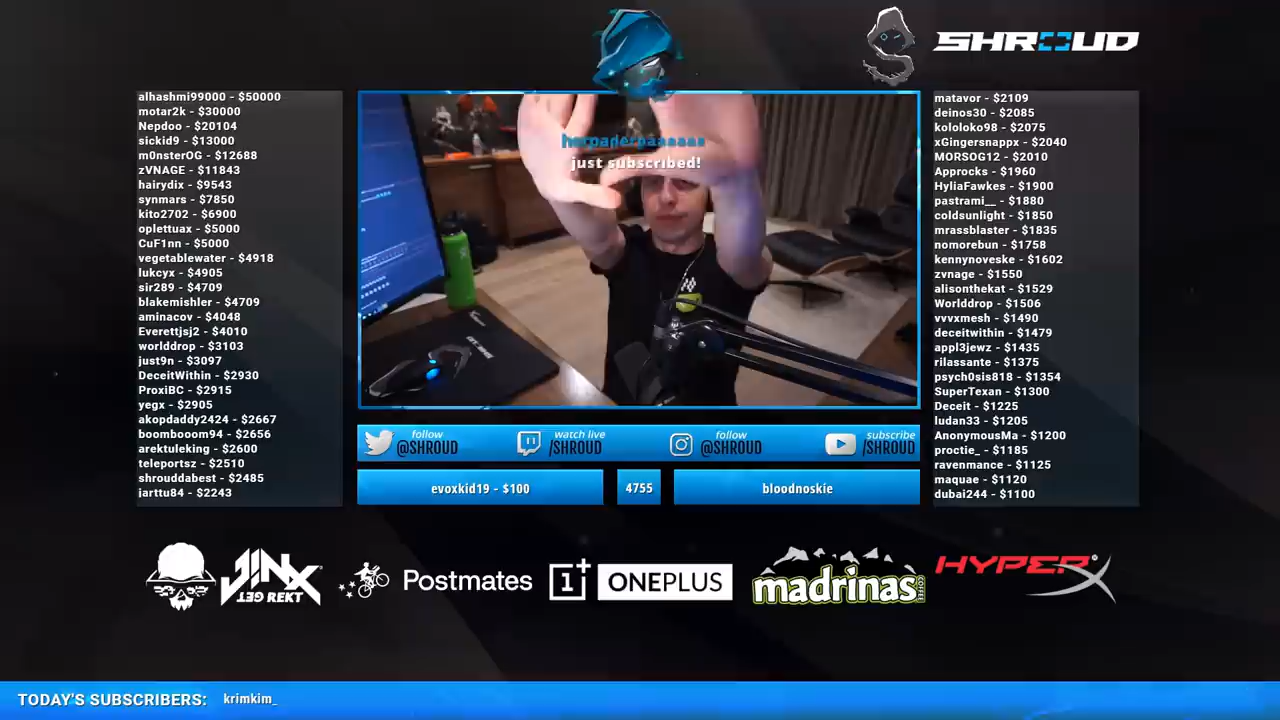 SHROUD
alhashmi99000 - $50000
motar2k - $30000
Nepdoo - $20104
sickid9 - $13000
m0nsterOG - $12688
zVNAGE - $11843
hairydix - $9543
synmars - $7850
kito2702 - $6900
oplettuax - $5000
CuF1nn - $5000
vegetablewater - $4918
lukcyx - $4905
sir289 - $4709
blakemishler - $4709
aminacov - $4048
Everettjsj2 - $4010
worlddrop - $3103
just9n - $3097
DeceitWithin - $2930
ProxiBC - $2915
yegx - $2905
akopdaddy2424 - $2667
boombooom94 - $2656
arektuleking - $2600
teleportsz - $2510
shrouddabest - $2485
jarttu84 - $2243
just subscribed!
matavor - $2109
deinos30 - $2085
kololoko98 - $2075
xGingersnappx - $2040
MORSOG12 - $2010
Approcks - $1960
HyliaFawkes - $1900
pastrami__ - $1880
coldsunlight - $1850
mrassblaster - $1835
nomorebun - $1758
kennynoveske - $1602
zvnage - $1550
alisonthekat - $1529
Worlddrop - $1506
vvvxmesh - $1490
deceitwithin - $1479
appl3jewz - $1435
rilassante - $1375
psych0sis818 - $1354
SuperTexan - $1300
Deceit - $1225
ludan33 - $1205
AnonymousMa - $1200
proctie_ - $1185
ravenmance - $1125
maquae - $1120
dubai244 - $1100
follow
@SHROUD
watch live
/SHROUD
follow
@SHROUD
subscribe
/SHROUD
evoxkid19 - $100
4755
bloodnoskie
JINX
GET REKT
Postmates
1+ ONEPLUS
madrinas COFFEE
HYPERX
TODAY'S SUBSCRIBERS: krimkim_